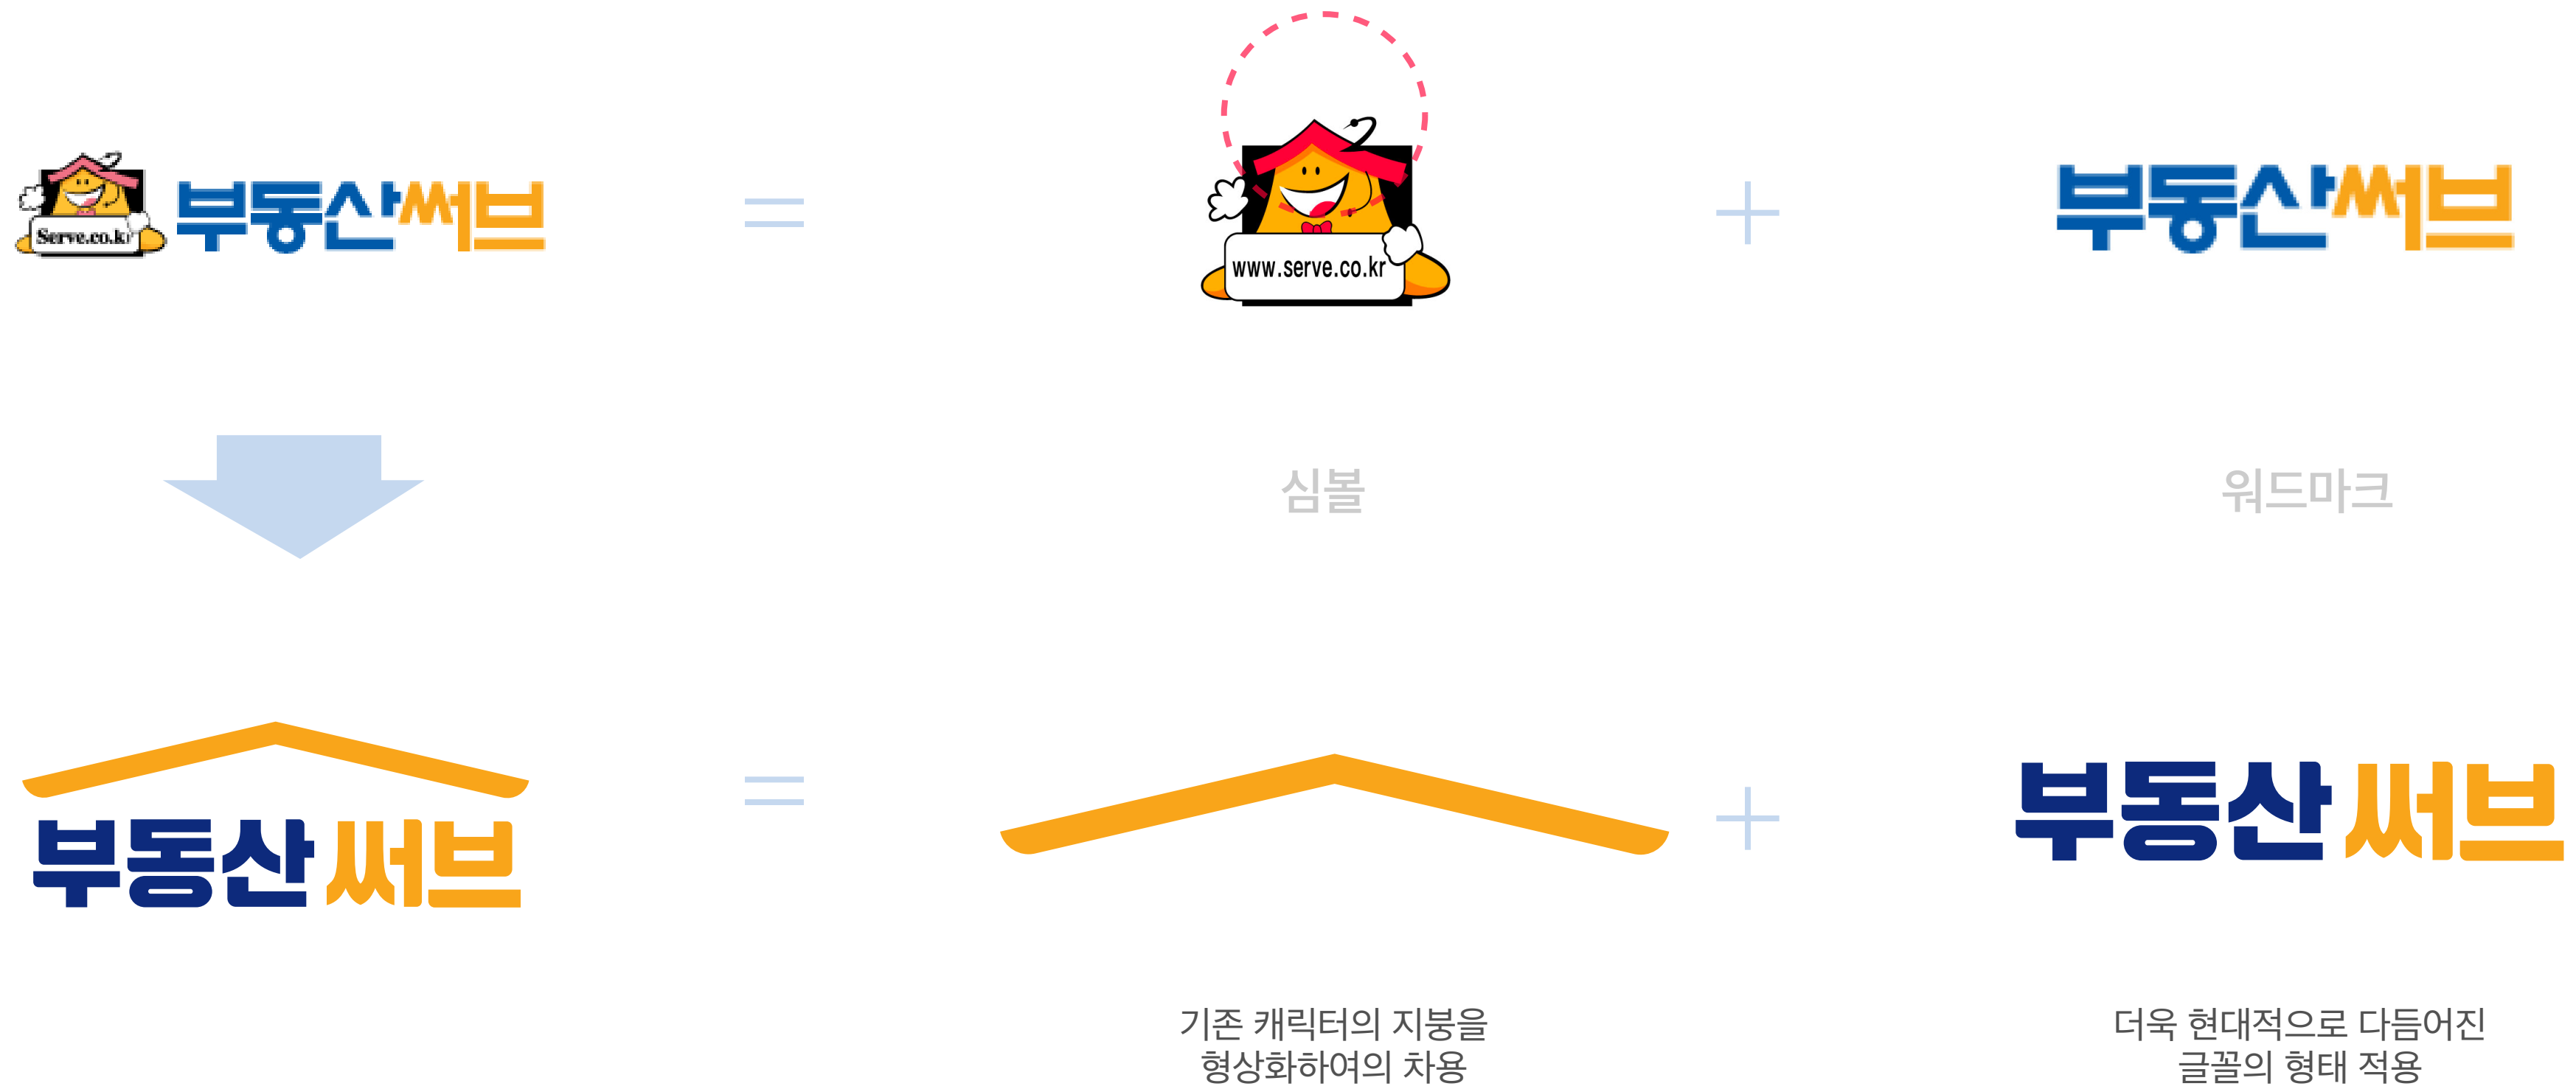 Serve.co.kr
부동산써브
www.serve.co.kr
부동산써브
심볼
워드마크
부동산써브
부동산써브
기존 캐릭터의 지붕을
형상화하여의 차용
더욱 현대적으로 다듬어진
글꼴의 형태 적용